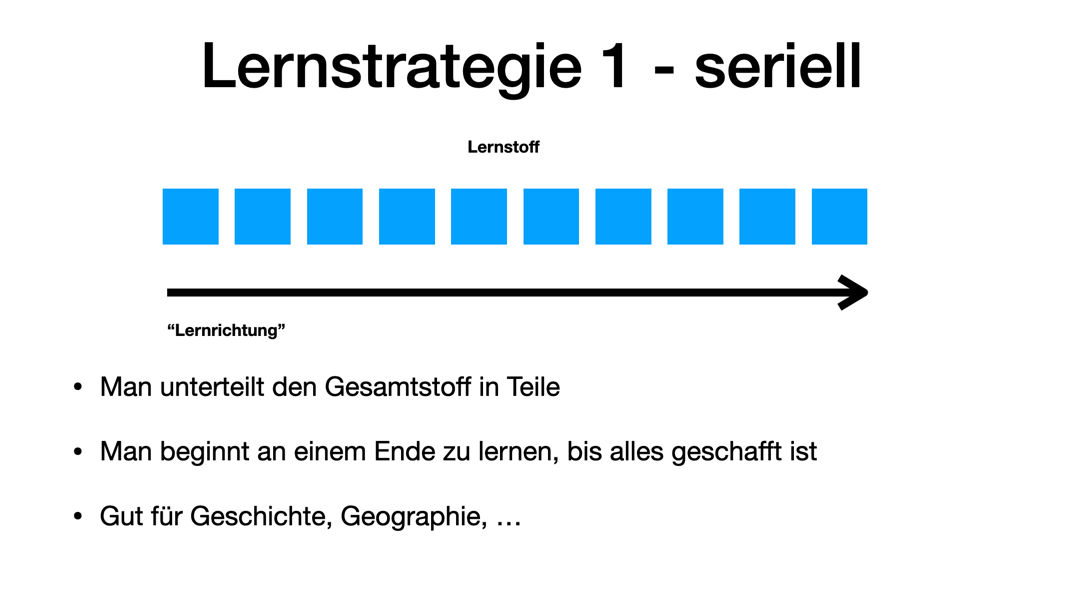 Lernstrategie 1 - seriell
Lernstoff
“Lernrichtung”
• Man unterteilt den Gesamtstoff in Teile
• Man beginnt an einem Ende zu lernen, bis alles geschafft ist
• Gut für Geschichte, Geographie, …